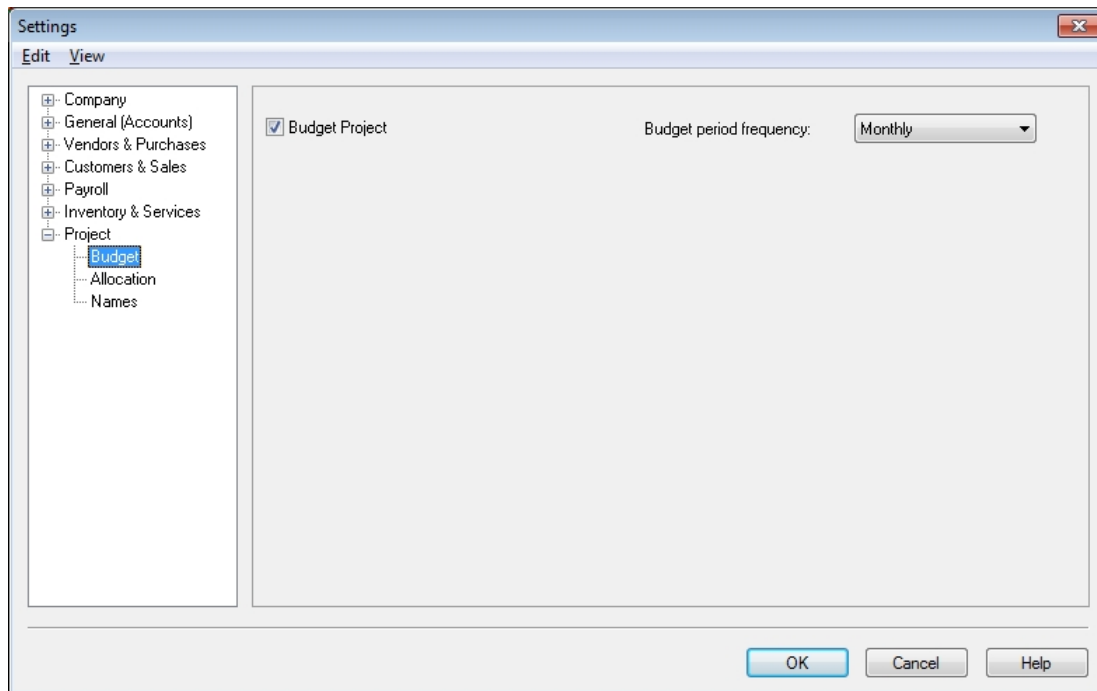 Settings
Edit View
Company
General (Accounts)
Vendors & Purchases
Customers & Sales
Payroll
Inventory & Services
Project
Budget
Allocation
Names
Budget Project
Budget period frequency: Monthly
OK Cancel Help